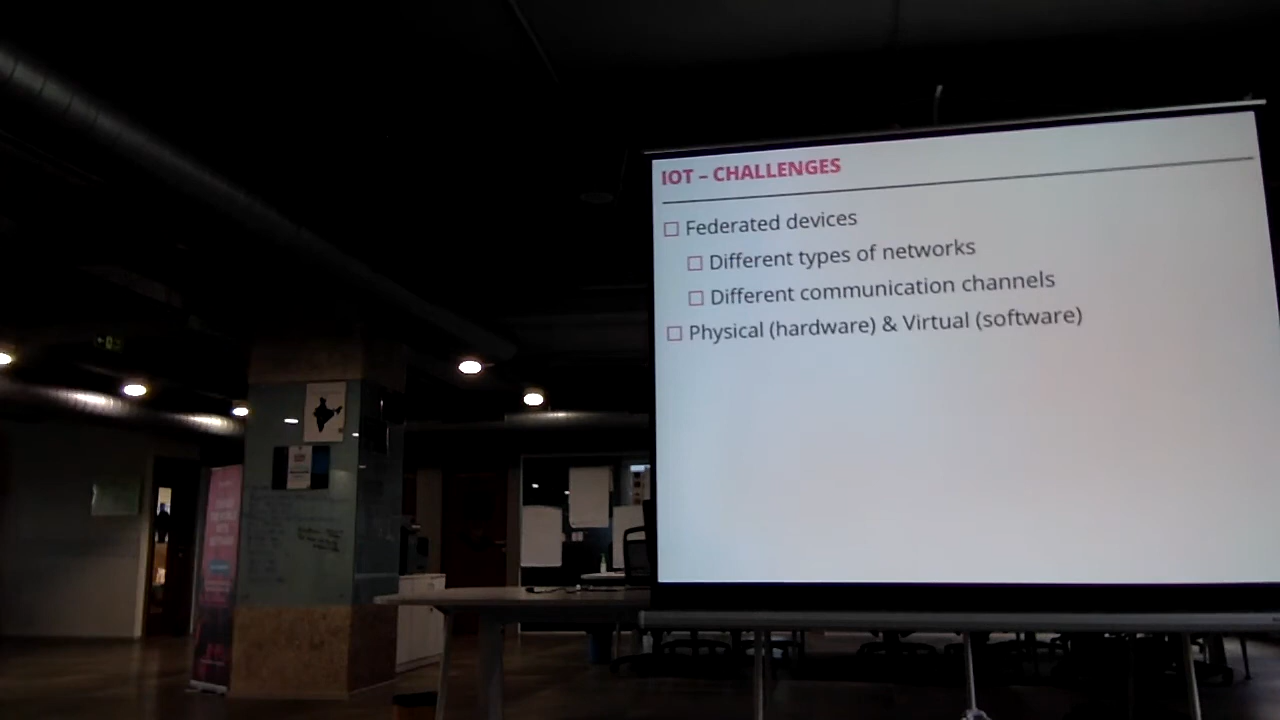 IOT – CHALLENGES
Federated devices
Different types of networks
Different communication channels
Physical (hardware) & Virtual (software)